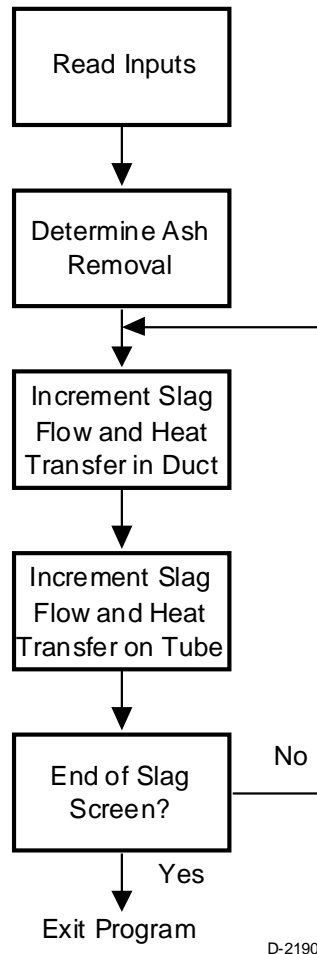 Read Inputs
Determine Ash
Removal
Increment Slag
Flow and Heat
Transfer in Duct
Increment Slag
Flow and Heat
Transfer on Tube
End of Slag
Screen?
No
Yes
Exit Program
D-2190